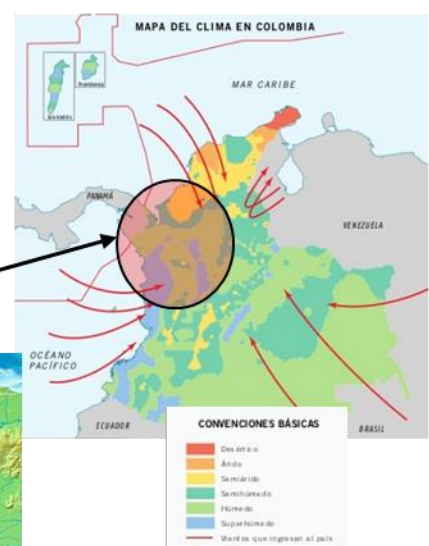 MAPA DEL CLIMA EN COLOMBIA
MAR CARIBE
PANAMÁ
VENEZUELA
OCÉANO
PACÍFICO
ECUADOR
BRASIL
CONVENCIONES BÁSICAS
Desértico
Árido
Semiárido
Semihúmedo
Húmedo
Superhúmedo
Vientos que ingresan al país